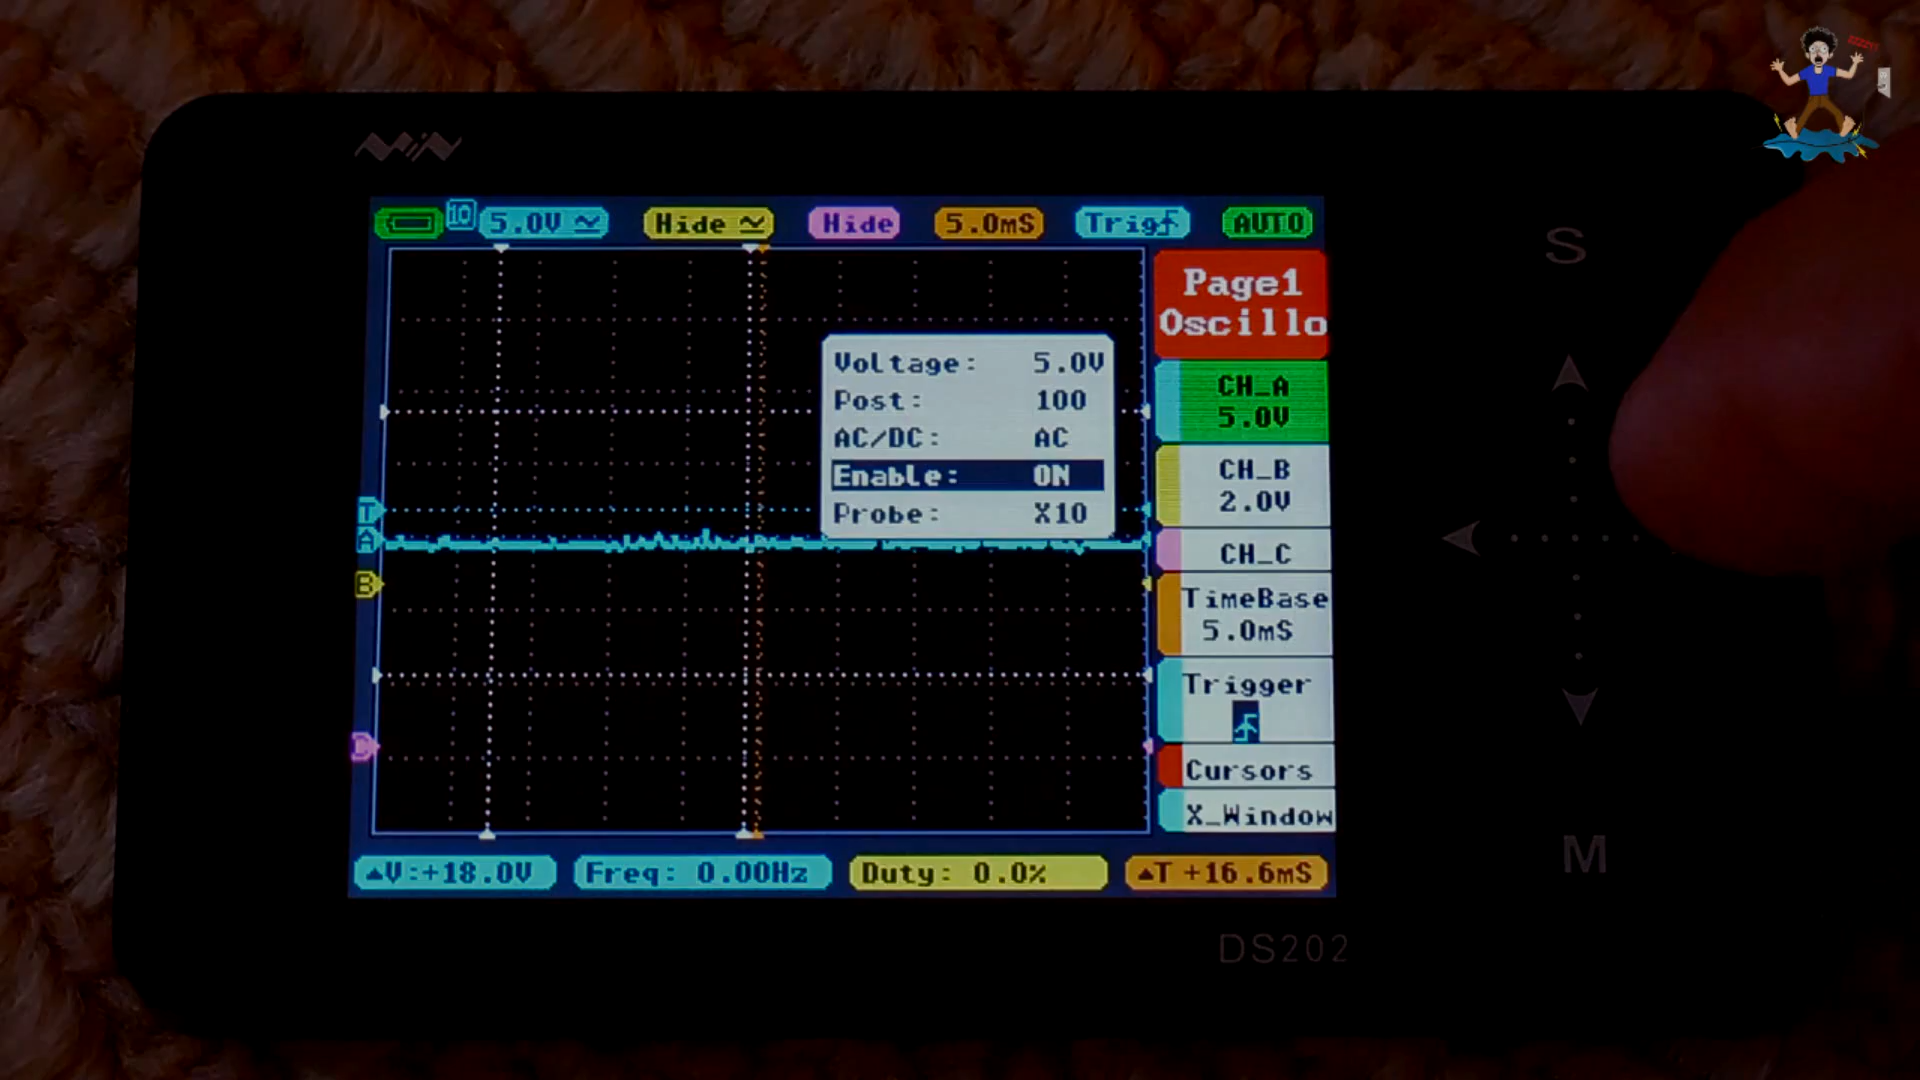 10 5.0V Hide Hide 5.0mS Trig AUTO
Page1
Oscillo
Voltage: 5.0V
Post: 100
AC/DC: AC
Enable: ON
Probe: X10
CH_A
5.0V
CH_B
2.0V
CH_C
TimeBase
5.0mS
Trigger
Cursors
X_Window
T
A
B
D
▲V:+18.0V Freq: 0.00Hz Duty: 0.0% ▲T +16.6mS
S
M
DS202